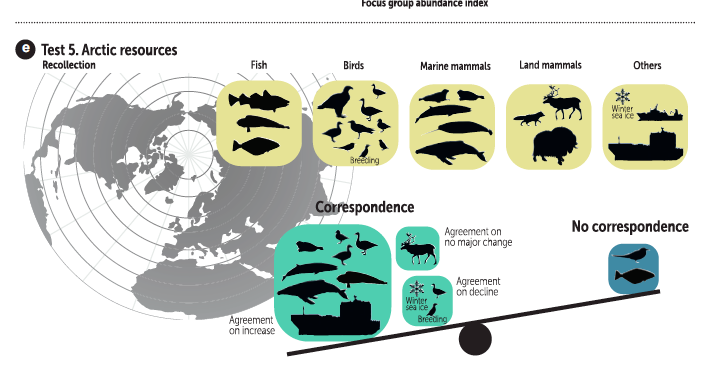 Focus group abundance index
e Test 5. Arctic resources
Recollection
Fish
Birds
Marine mammals
Land mammals
Others
Winter
sea ice
Breeding
Correspondence
No correspondence
Agreement on
no major change
Agreement
on decline
Winter
sea ice
Breeding
Agreement
on increase